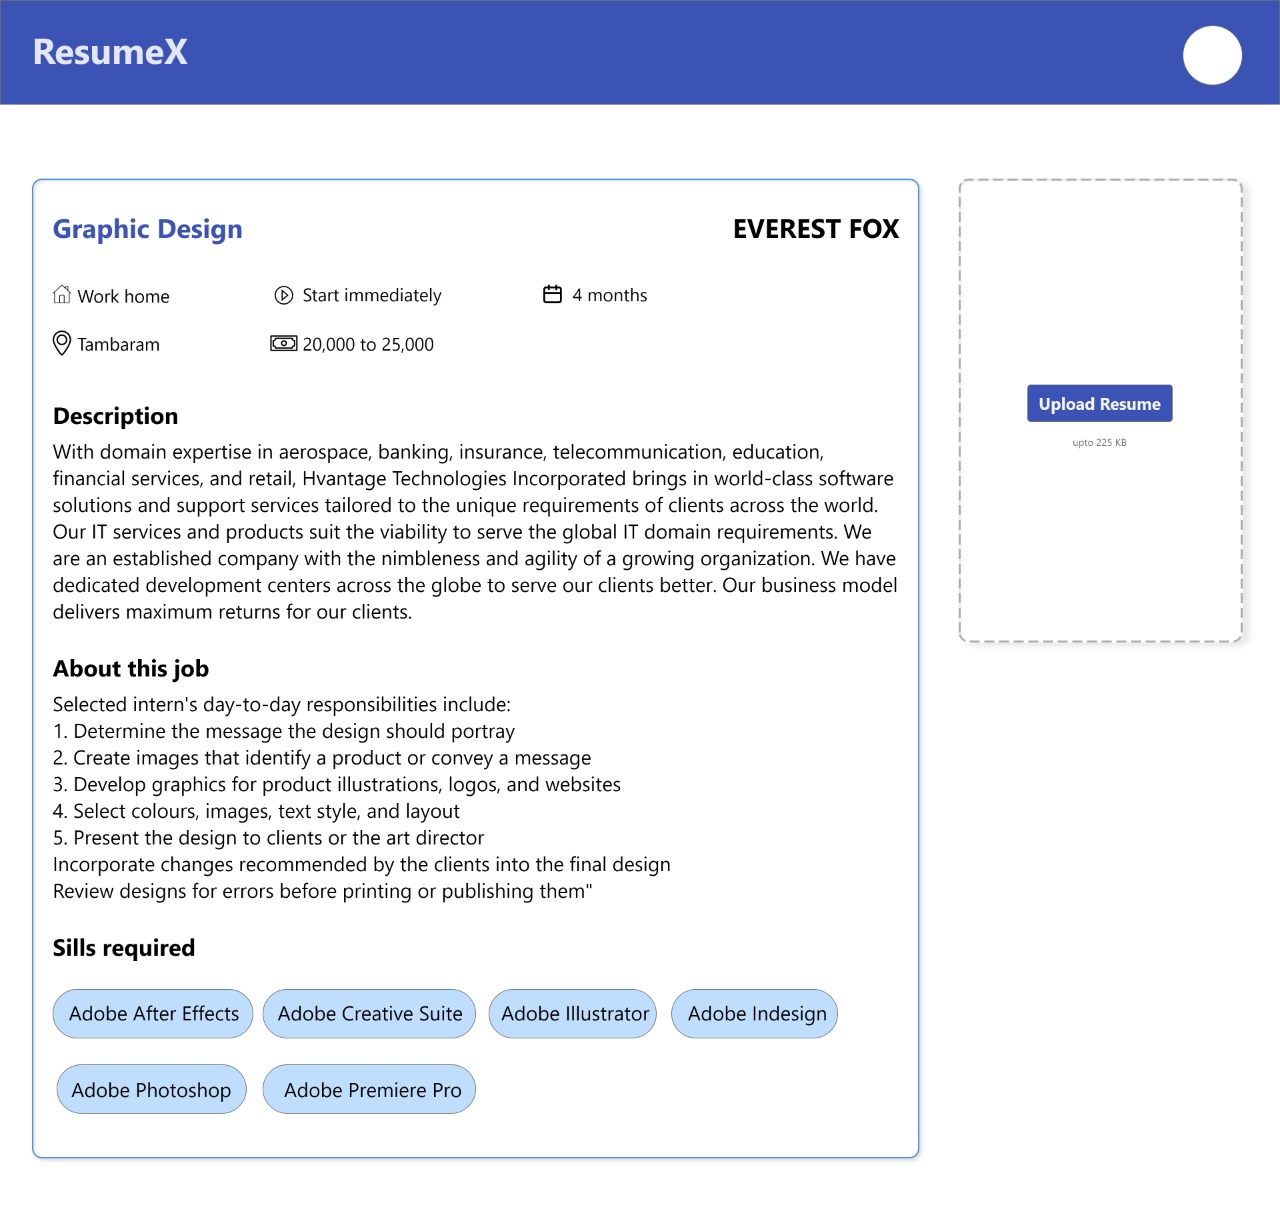 ResumeX
Graphic Design
EVEREST FOX
Work home
Start immediately
4 months
Tambaram
20,000 to 25,000
Description
With domain expertise in aerospace, banking, insurance, telecommunication, education,
financial services, and retail, Hvantage Technologies Incorporated brings in world-class software
solutions and support services tailored to the unique requirements of clients across the world.
Our IT services and products suit the viability to serve the global IT domain requirements. We
are an established company with the nimbleness and agility of a growing organization. We have
dedicated development centers across the globe to serve our clients better. Our business model
delivers maximum returns for our clients.
About this job
Selected intern's day-to-day responsibilities include:
1. Determine the message the design should portray
2. Create images that identify a product or convey a message
3. Develop graphics for product illustrations, logos, and websites
4. Select colours, images, text style, and layout
5. Present the design to clients or the art director
Incorporate changes recommended by the clients into the final design
Review designs for errors before printing or publishing them"
Sills required
Adobe After Effects
Adobe Creative Suite
Adobe Illustrator
Adobe Indesign
Adobe Photoshop
Adobe Premiere Pro
Upload Resume
upto 225 KB